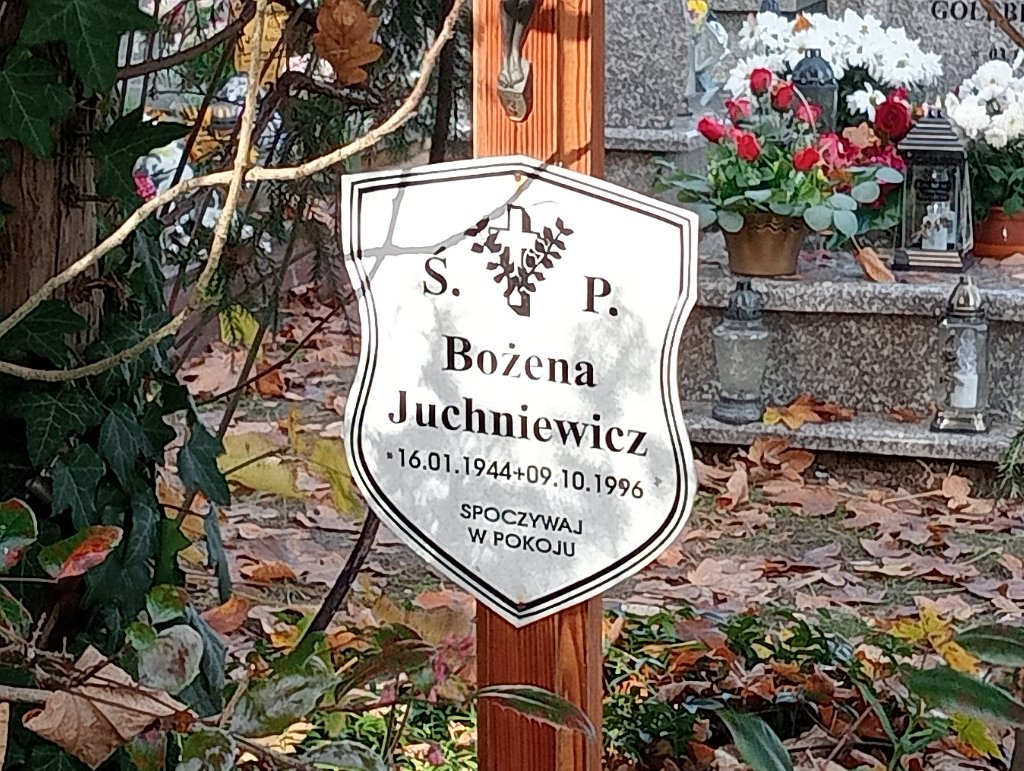 Ś. P.
Bożena
Juchniewicz
*16.01.1944+09.10.1996
SPOCZYWAJ
W POKOJU